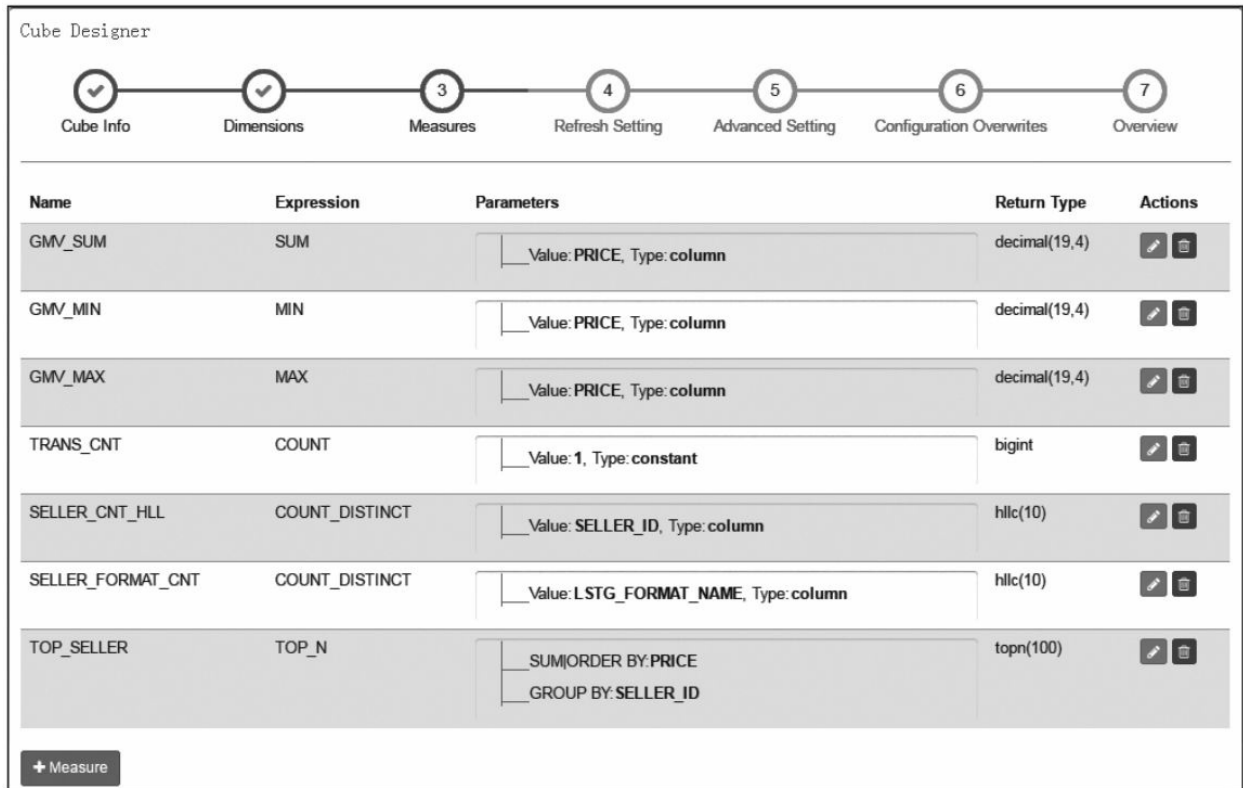 Cube Designer
3 4 5 6 7
Cube Info Dimensions Measures Refresh Setting Advanced Setting Configuration Overwrites Overview
Name Expression Parameters Return Type Actions
GMV_SUM SUM Value:PRICE, Type:column decimal(19,4)
GMV_MIN MIN Value:PRICE, Type:column decimal(19,4)
GMV_MAX MAX Value:PRICE, Type:column decimal(19,4)
TRANS_CNT COUNT Value:1, Type:constant bigint
SELLER_CNT_HLL COUNT_DISTINCT Value:SELLER_ID, Type:column hllc(10)
SELLER_FORMAT_CNT COUNT_DISTINCT Value:LSTG_FORMAT_NAME, Type:column hllc(10)
TOP_SELLER TOP_N SUM|ORDER BY:PRICE topn(100)
GROUP BY:SELLER_ID
+ Measure